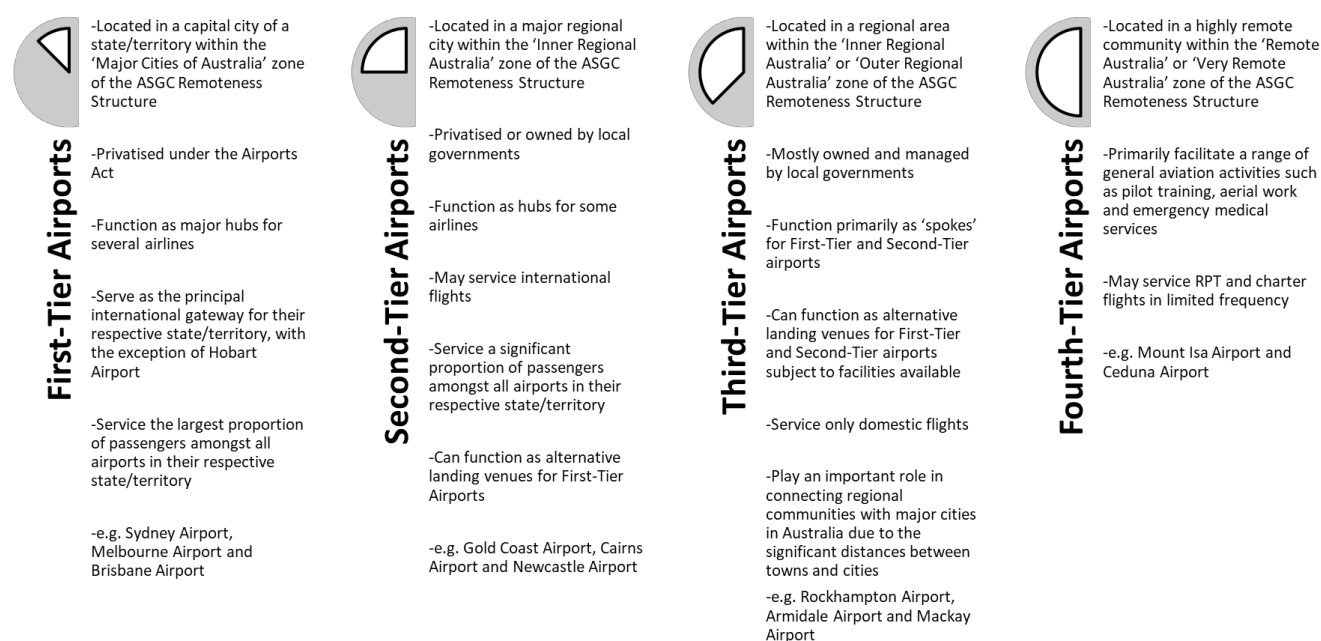 First-Tier Airports
-Located in a capital city of a
state/territory within the
‘Major Cities of Australia’ zone
of the ASGC Remoteness
Structure
-Privatised under the Airports
Act
-Function as major hubs for
several airlines
-Serve as the principal
international gateway for their
respective state/territory, with
the exception of Hobart
Airport
-Service the largest proportion
of passengers amongst all
airports in their respective
state/territory
-e.g. Sydney Airport,
Melbourne Airport and
Brisbane Airport
Second-Tier Airports
-Located in a major regional
city within the ‘Inner Regional
Australia’ zone of the ASGC
Remoteness Structure
-Privatised or owned by local
governments
-Function as hubs for some
airlines
-May service international
flights
-Service a significant
proportion of passengers
amongst all airports in their
respective state/territory
-Can function as alternative
landing venues for First-Tier
Airports
-e.g. Gold Coast Airport, Cairns
Airport and Newcastle Airport
Third-Tier Airports
-Located in a regional area
within the ‘Inner Regional
Australia’ or ‘Outer Regional
Australia’ zone of the ASGC
Remoteness Structure
-Mostly owned and managed
by local governments
-Function primarily as ‘spokes’
for First-Tier and Second-Tier
airports
-Can function as alternative
landing venues for First-Tier
and Second-Tier airports
subject to facilities available
-Service only domestic flights
-Play an important role in
connecting regional
communities with major cities
in Australia due to the
significant distances between
towns and cities
-e.g. Rockhampton Airport,
Armidale Airport and Mackay
Airport
Fourth-Tier Airports
-Located in a highly remote
community within the ‘Remote
Australia’ or ‘Very Remote
Australia’ zone of the ASGC
Remoteness Structure
-Primarily facilitate a range of
general aviation activities such
as pilot training, aerial work
and emergency medical
services
-May service RPT and charter
flights in limited frequency
-e.g. Mount Isa Airport and
Ceduna Airport